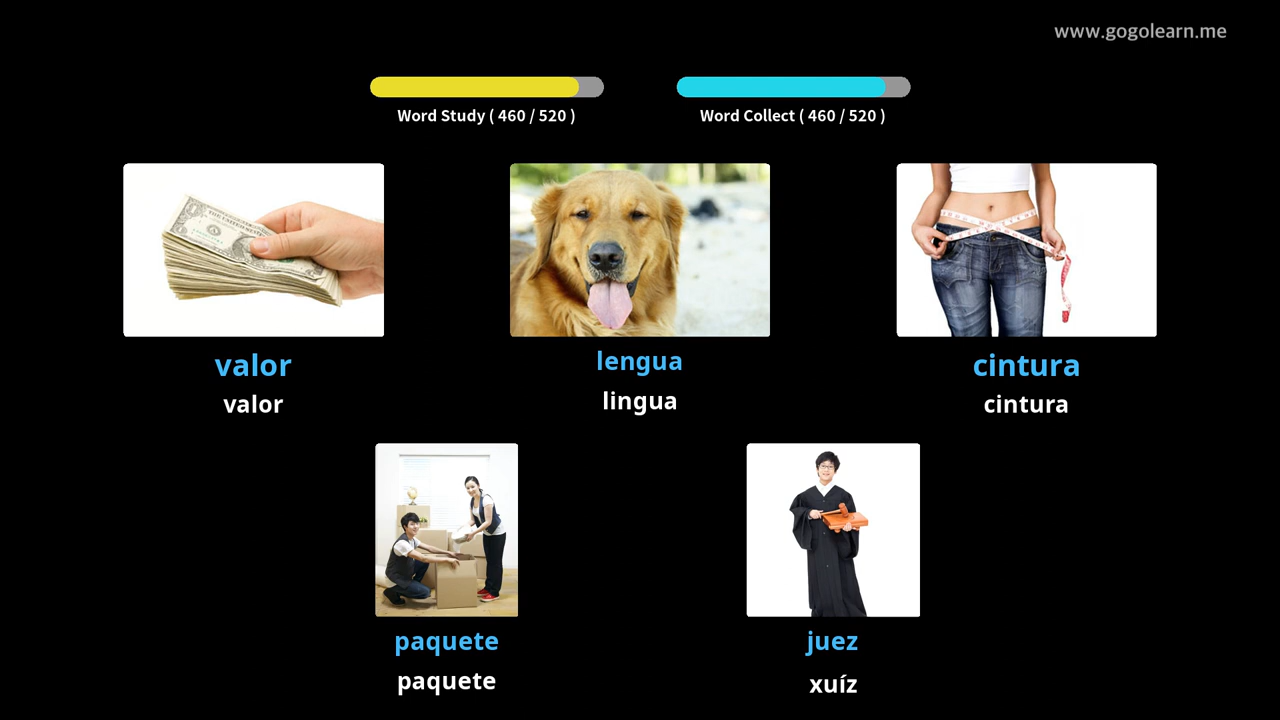 www.gogolearn.me
Word Study ( 460 / 520 )
Word Collect ( 460 / 520 )
valor
valor
lengua
lingua
cintura
cintura
paquete
paquete
juez
xuíz